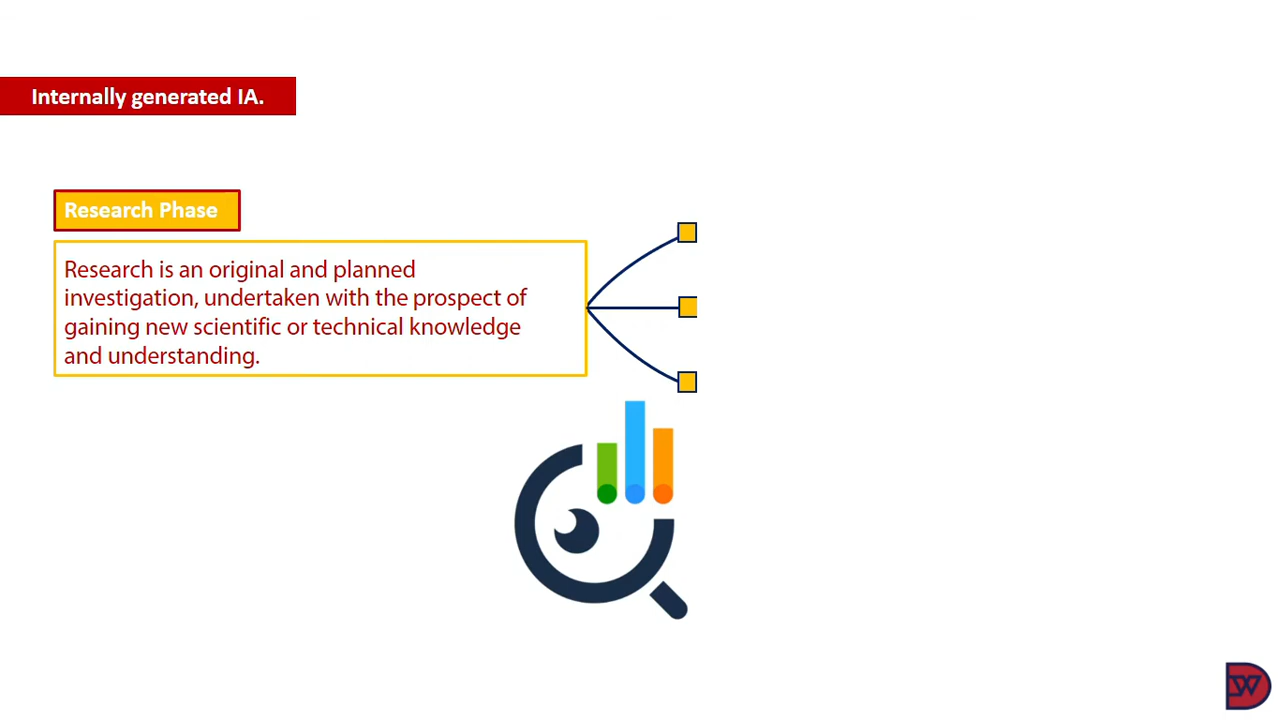 Internally generated IA.
Research Phase
Research is an original and planned
investigation, undertaken with the prospect of
gaining new scientific or technical knowledge
and understanding.